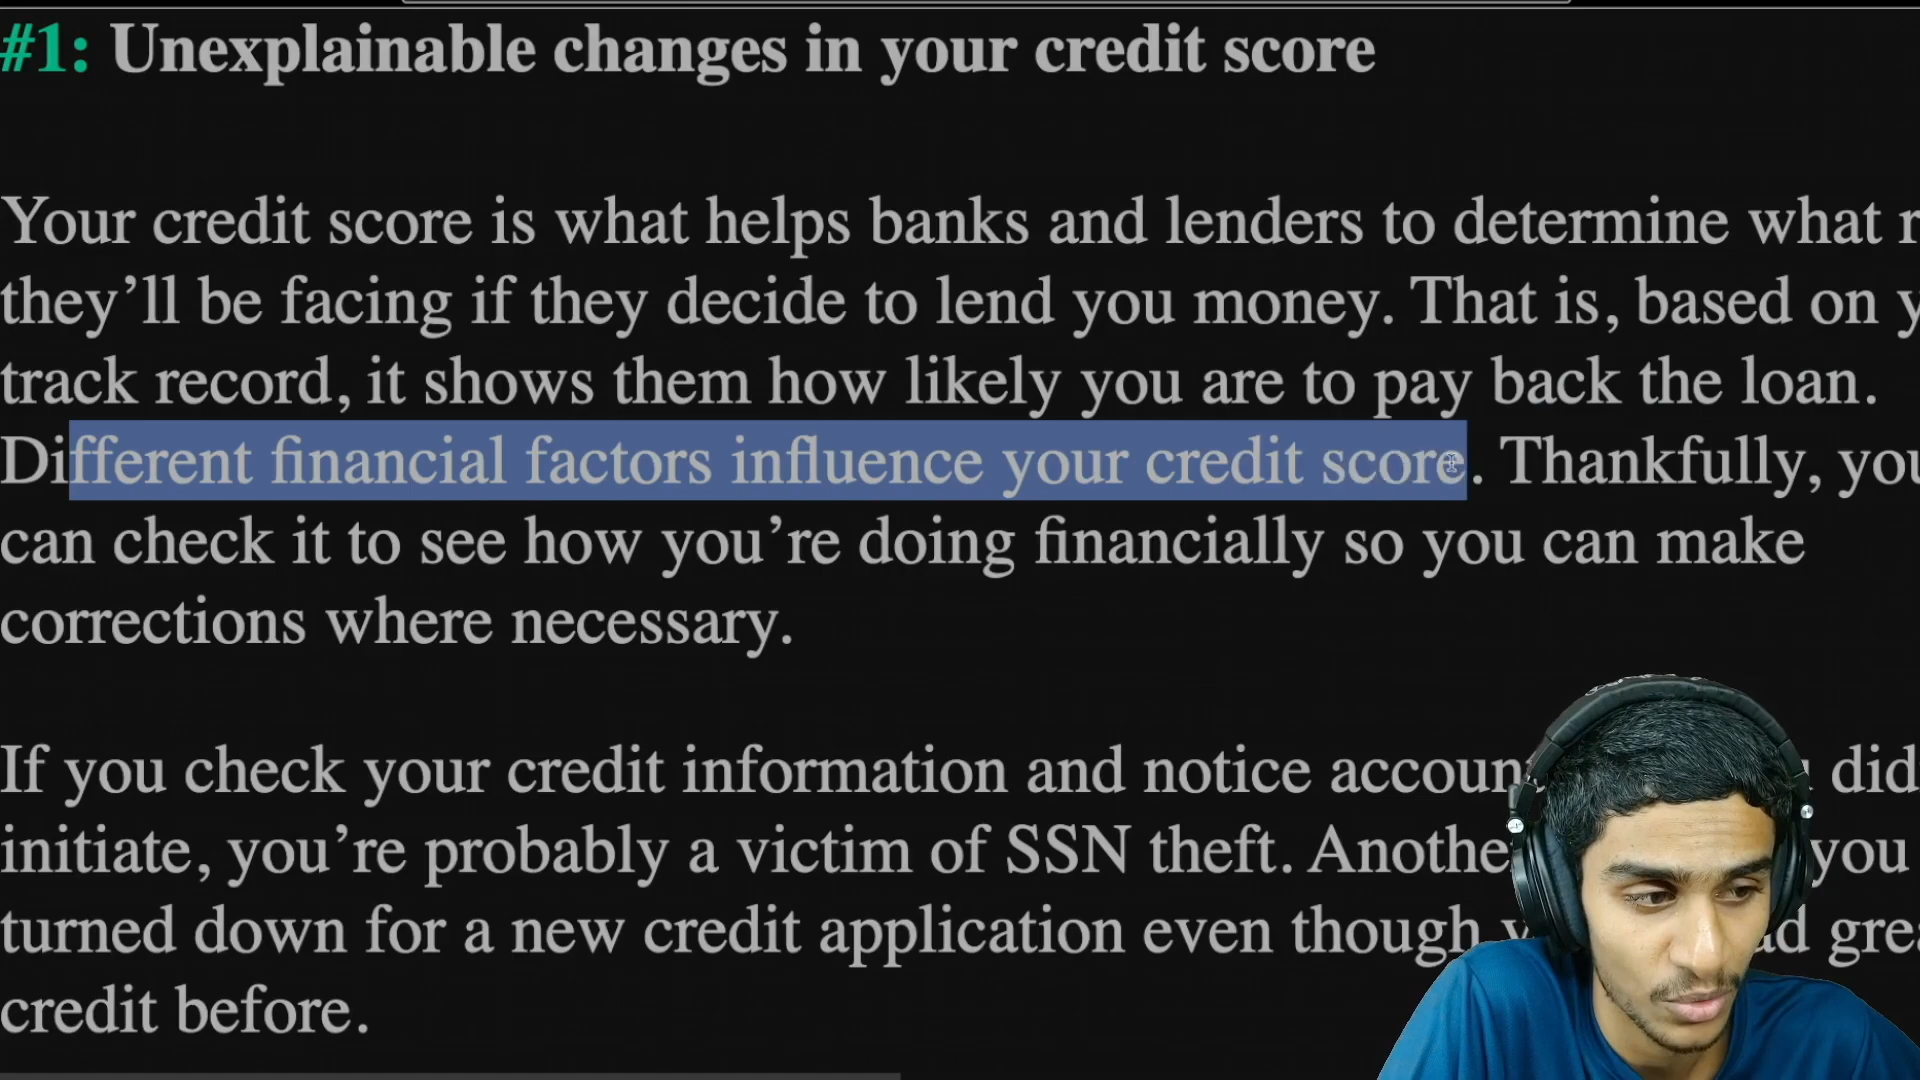 #1: Unexplainable changes in your credit score
Your credit score is what helps banks and lenders to determine what
they’ll be facing if they decide to lend you money. That is, based on
track record, it shows them how likely you are to pay back the loan.
Different financial factors influence your credit score. Thankfully, you
can check it to see how you’re doing financially so you can make
corrections where necessary.
If you check your credit information and notice did
initiate, you’re probably a victim of SSN theft. you
turned down for a new credit application even though
credit before.